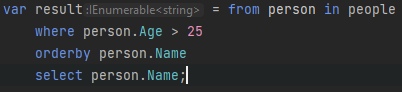 var result :IEnumerable<string> = from person in people
where person.Age > 25
orderby person.Name
select person.Name;